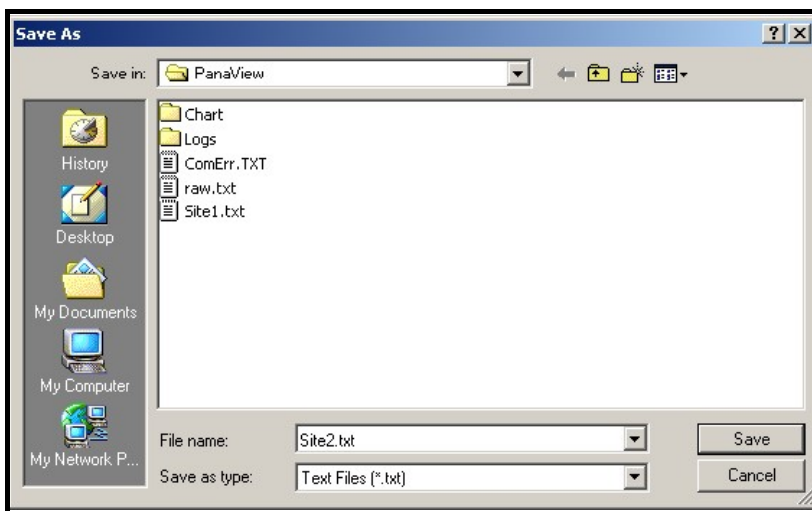 Save As
Save in: PanaView
History
Desktop
My Documents
My Computer
My Network P...
Chart
Logs
ComErr.TXT
raw.txt
Site1.txt
File name: Site2.txt Save
Save as type: Text Files (*.txt) Cancel